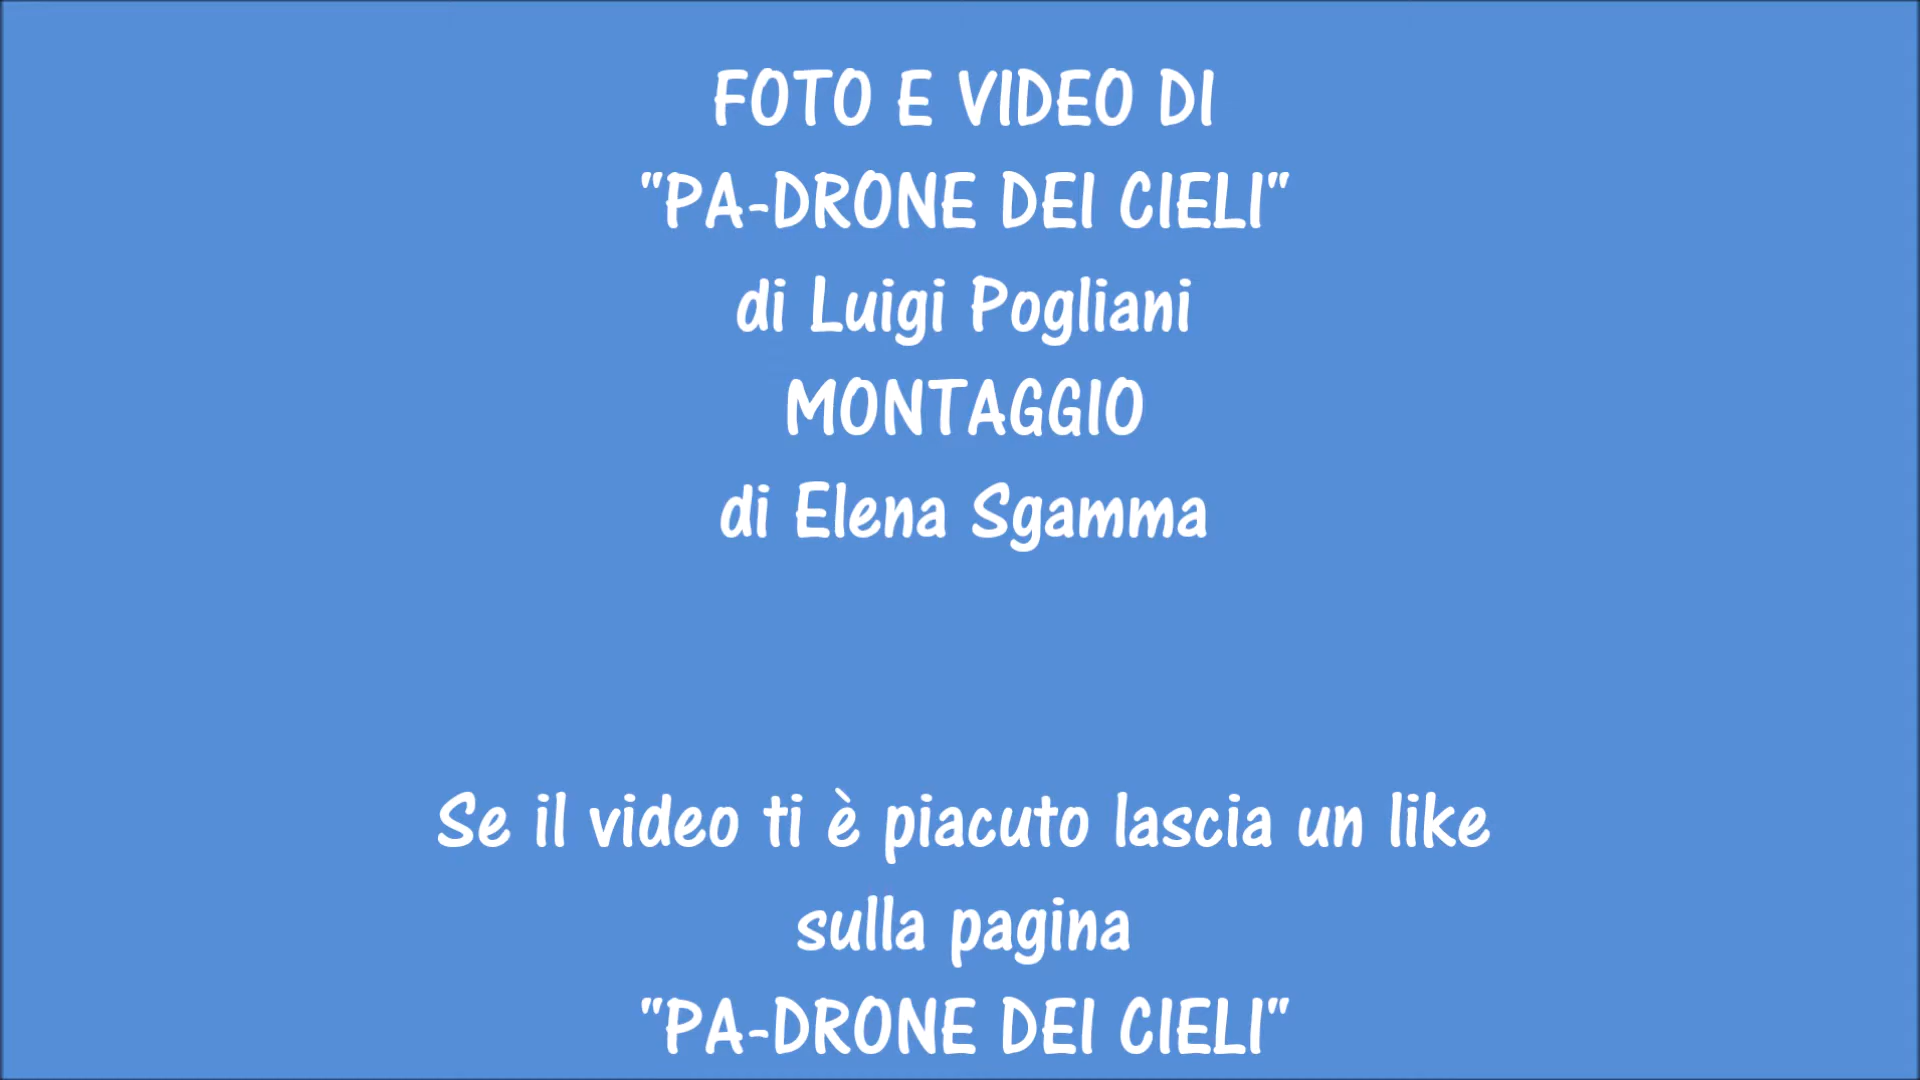 FOTO E VIDEO DI
"PA-DRONE DEI CIELI"
di Luigi Pogliani
MONTAGGIO
di Elena Sgamma
Se il video ti è piacuto lascia un like
sulla pagina
"PA-DRONE DEI CIELI"